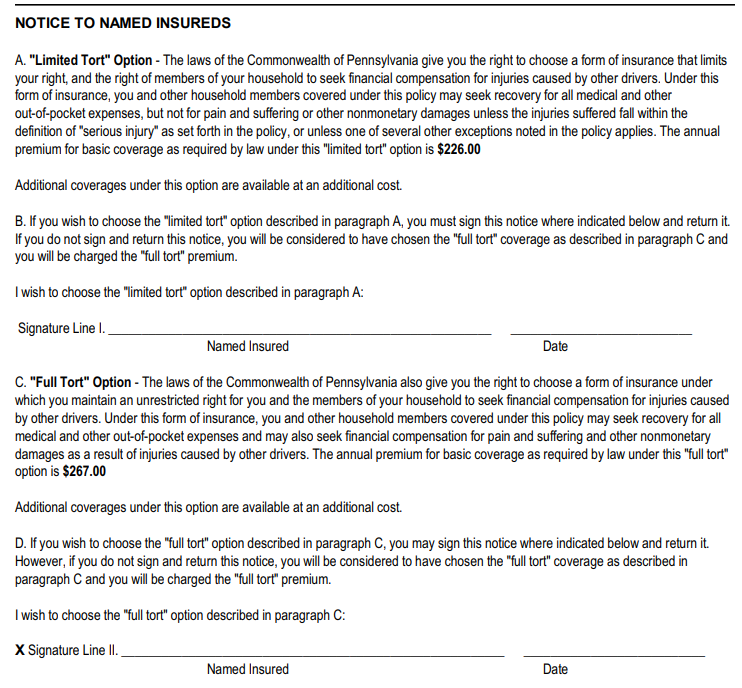 NOTICE TO NAMED INSUREDS
A. "Limited Tort" Option - The laws of the Commonwealth of Pennsylvania give you the right to choose a form of insurance that limits
your right, and the right of members of your household to seek financial compensation for injuries caused by other drivers. Under this
form of insurance, you and other household members covered under this policy may seek recovery for all medical and other
out-of-pocket expenses, but not for pain and suffering or other nonmonetary damages unless the injuries suffered fall within the
definition of "serious injury" as set forth in the policy, or unless one of several other exceptions noted in the policy applies. The annual
premium for basic coverage as required by law under this "limited tort" option is $226.00
Additional coverages under this option are available at an additional cost.
B. If you wish to choose the "limited tort" option described in paragraph A, you must sign this notice where indicated below and return it.
If you do not sign and return this notice, you will be considered to have chosen the "full tort" coverage as described in paragraph C and
you will be charged the "full tort" premium.
I wish to choose the "limited tort" option described in paragraph A:
Signature Line I.
Named Insured Date
C. "Full Tort" Option - The laws of the Commonwealth of Pennsylvania also give you the right to choose a form of insurance under
which you maintain an unrestricted right for you and the members of your household to seek financial compensation for injuries caused
by other drivers. Under this form of insurance, you and other household members covered under this policy may seek recovery for all
medical and other out-of-pocket expenses and may also seek financial compensation for pain and suffering and other nonmonetary
damages as a result of injuries caused by other drivers. The annual premium for basic coverage as required by law under this "full tort"
option is $267.00
Additional coverages under this option are available at an additional cost.
D. If you wish to choose the "full tort" option described in paragraph C, you may sign this notice where indicated below and return it.
However, if you do not sign and return this notice, you will be considered to have chosen the "full tort" coverage as described in
paragraph C and you will be charged the "full tort" premium.
I wish to choose the "full tort" option described in paragraph C:
X Signature Line II.
Named Insured Date